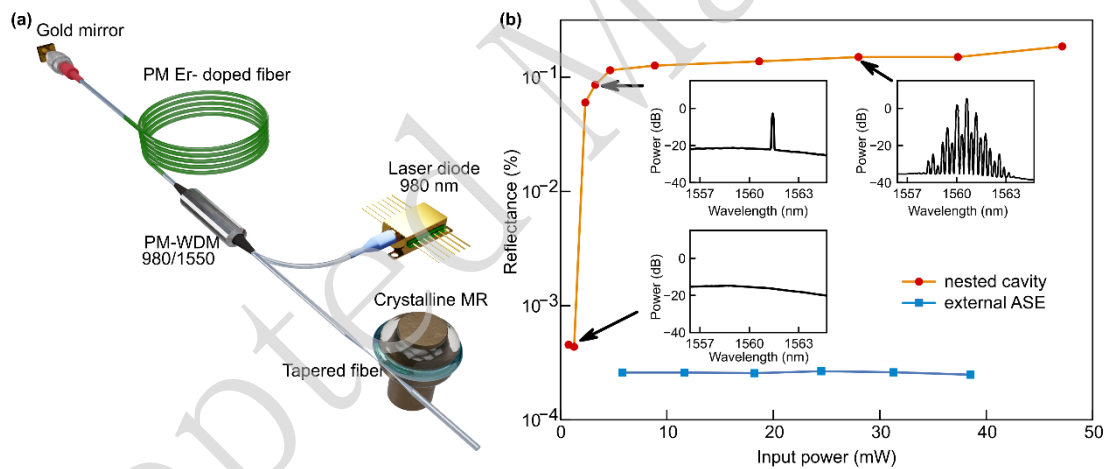 (a)
Gold mirror
PM Er- doped fiber
Laser diode
980 nm
PM-WDM
980/1550
Crystalline MR
Tapered fiber
(b)
Reflectance (%)
10⁻¹
10⁻²
10⁻³
10⁻⁴
0
10
20
30
40
50
Input power (mW)
Power (dB)
0
−20
−40
1557
1560
1563
Wavelength (nm)
Power (dB)
0
−20
−40
1557
1560
1563
Wavelength (nm)
Power (dB)
0
−20
−40
1557
1560
1563
Wavelength (nm)
nested cavity
external ASE